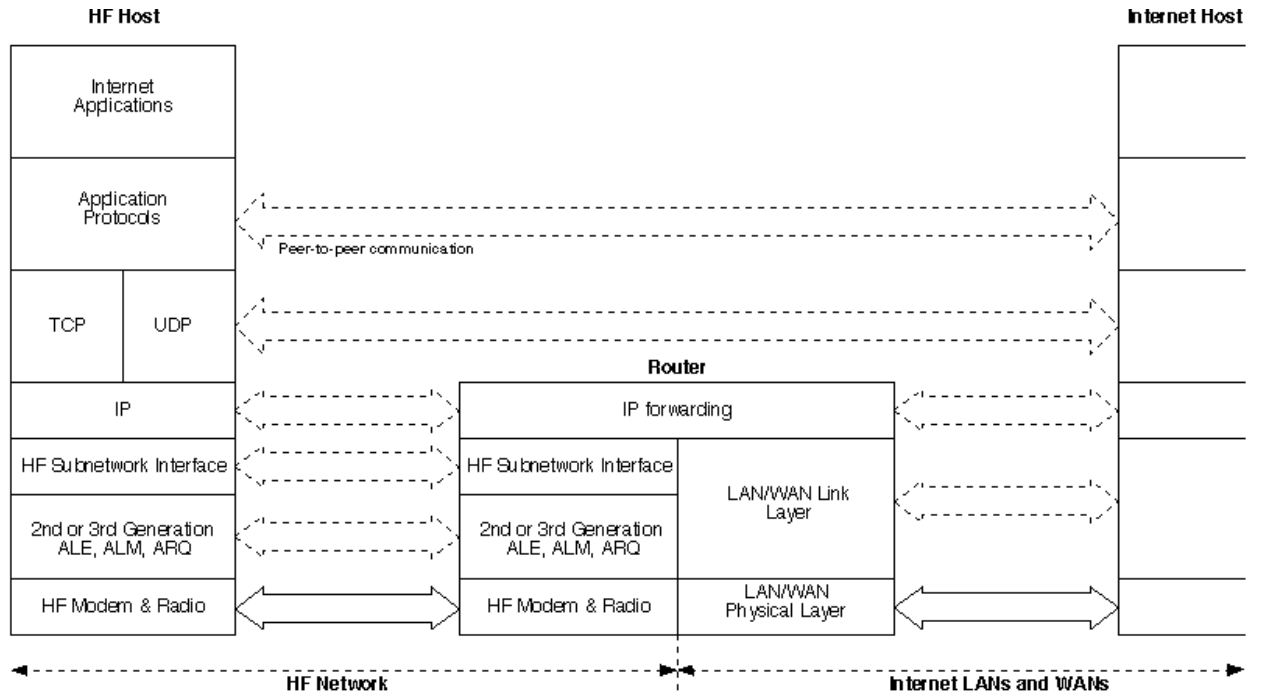 HF Host
Internet Host
Internet
Applications
Application
Protocols
Peer-to-peer communication
TCP
UDP
Router
IP
IP forwarding
HF Subnetwork Interface
HF Subnetwork Interface
LAN/WAN Link
Layer
2nd or 3rd Generation
ALE, ALM, ARQ
2nd or 3rd Generation
ALE, ALM, ARQ
HF Modem & Radio
HF Modem & Radio
LAN/WAN
Physical Layer
HF Network
Internet LANs and WANs